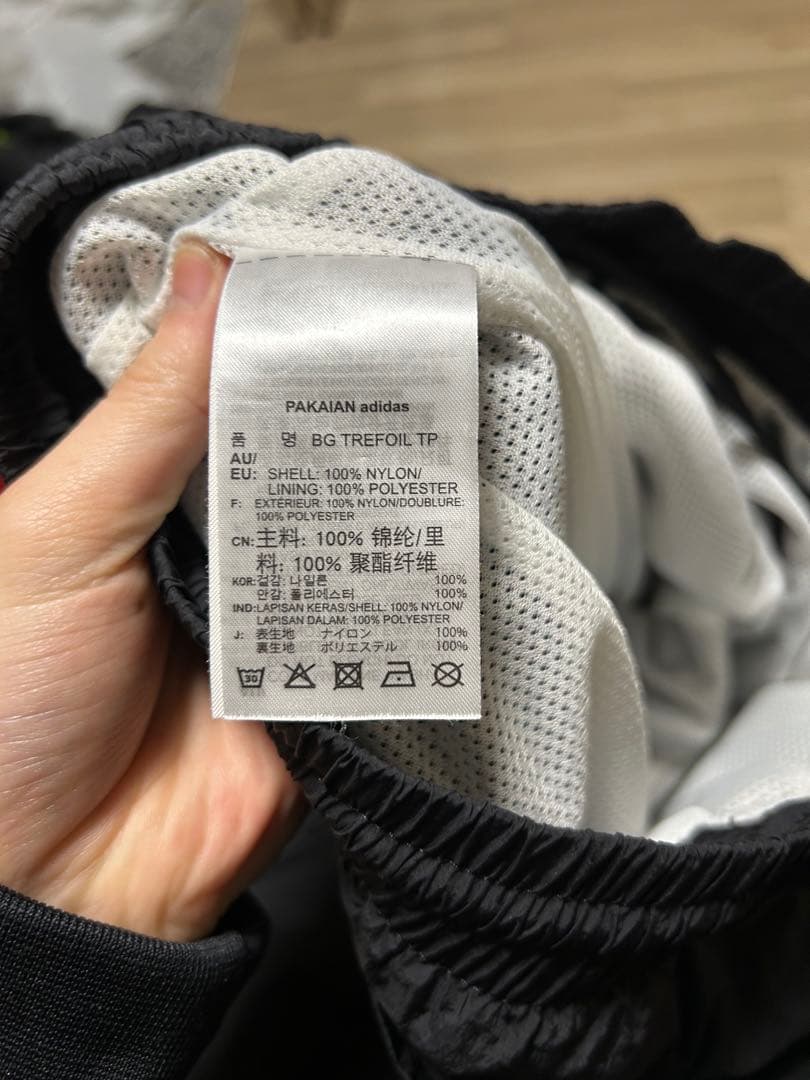 PAKAIAN adidas
품 명 BG TREFOIL TP
AU/
EU: SHELL: 100% NYLON/
LINING: 100% POLYESTER
F: EXTÉRIEUR: 100% NYLON/DOUBLURE:
100% POLYESTER
CN: 主料: 100% 锦纶/里
料: 100% 聚酯纤维
KOR: 겉감: 나일론 100%
안감: 폴리에스터 100%
IND: LAPISAN KERAS/SHELL: 100% NYLON/
LAPISAN DALAM: 100% POLYESTER
J: 表生地 ナイロン 100%
裏生地 ポリエステル 100%
30